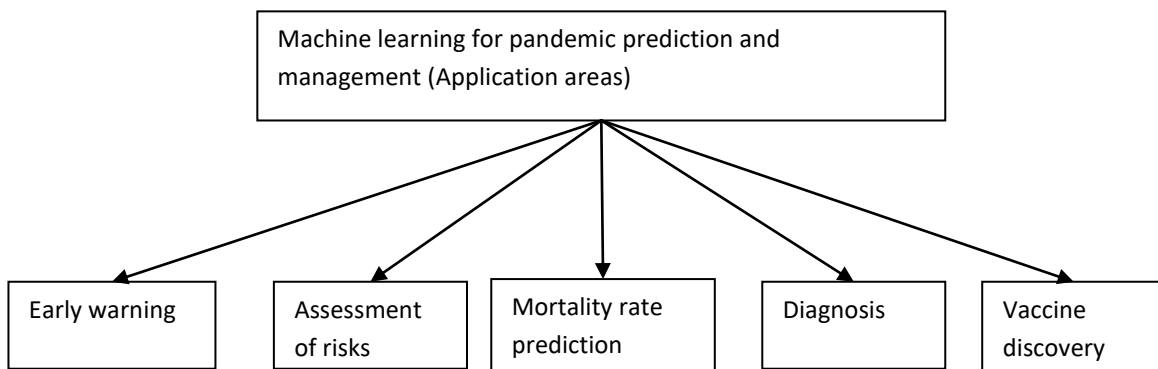 Machine learning for pandemic prediction and
management (Application areas)
Early warning
Assessment
of risks
Mortality rate
prediction
Diagnosis
Vaccine
discovery